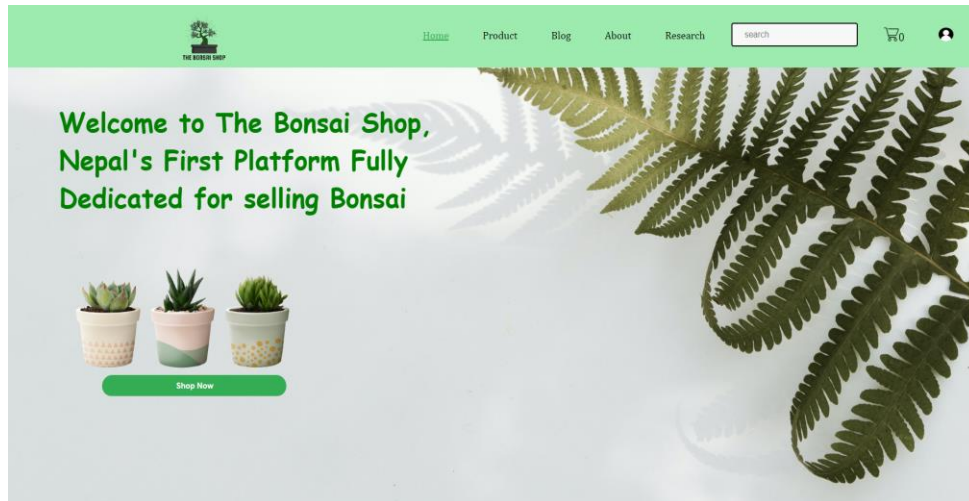 THE BONSAI SHOP
Home Product Blog About Research search 0
Welcome to The Bonsai Shop,
Nepal's First Platform Fully
Dedicated for selling Bonsai
Shop Now